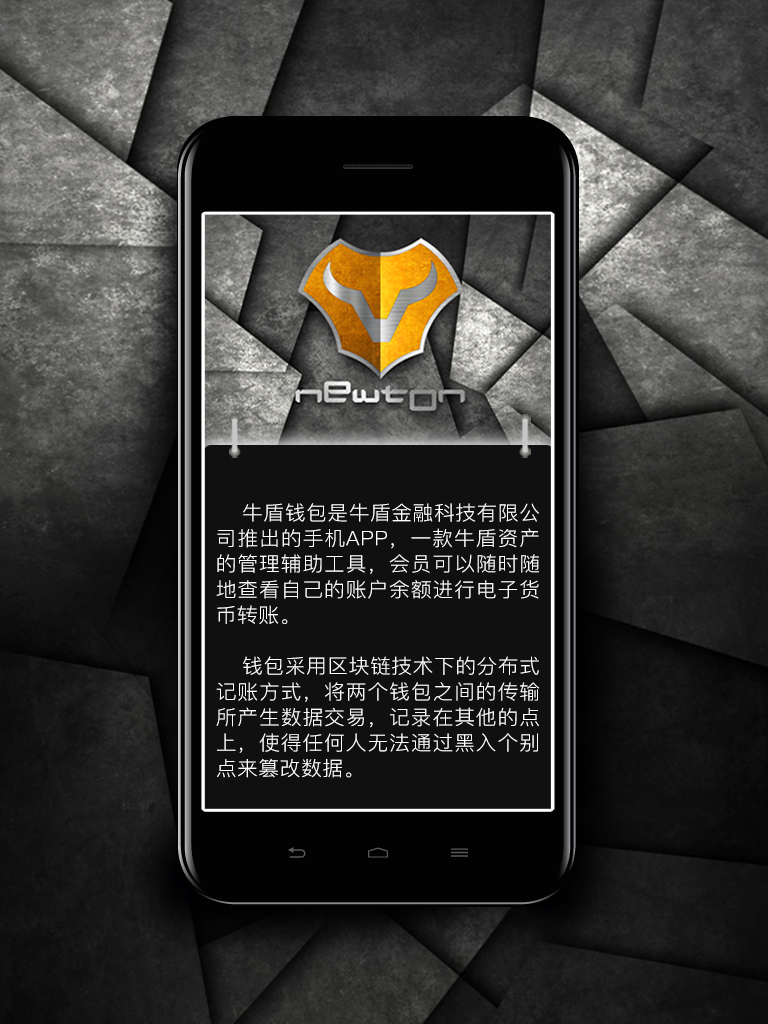 newton
牛盾钱包是牛盾金融科技有限公
司推出的手机APP，一款牛盾资产
的管理辅助工具，会员可以随时随
地查看自己的账户余额进行电子货
币转账。
钱包采用区块链技术下的分布式
记账方式，将两个钱包之间的传输
所产生数据交易，记录在其他的点
上，使得任何人无法通过黑入个别
点来篡改数据。